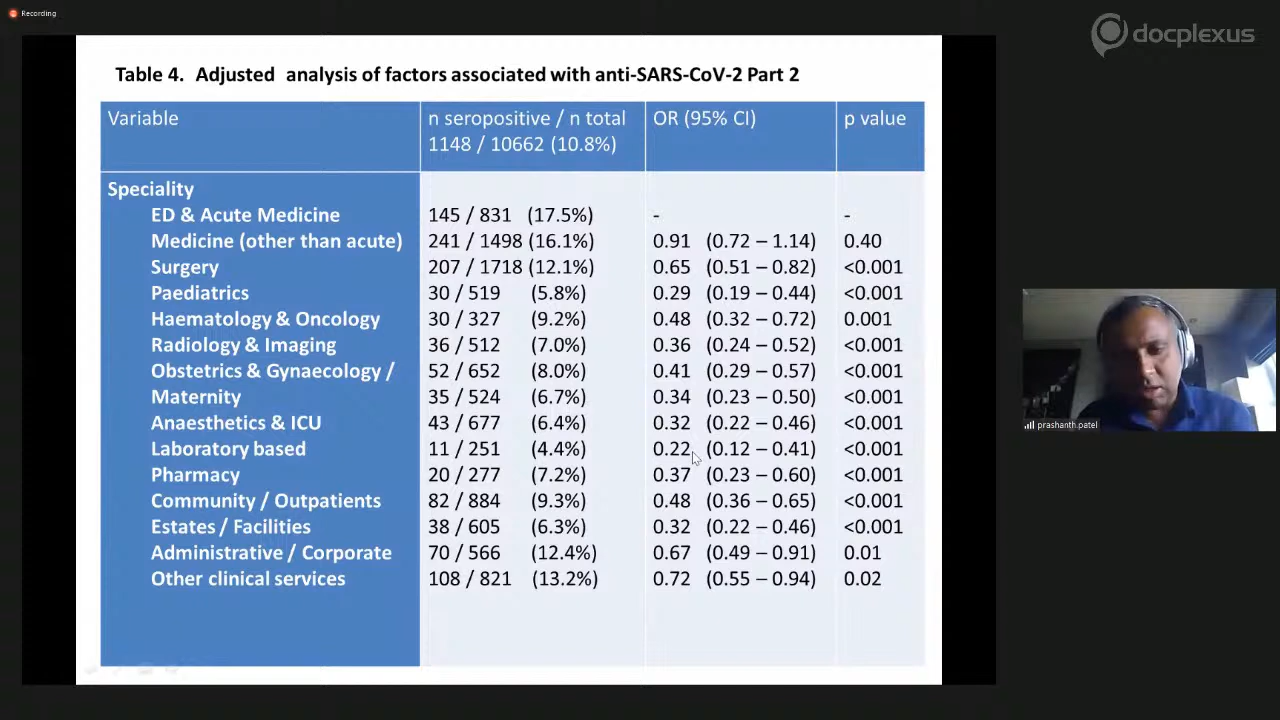 Recording
docplexus
Table 4. Adjusted analysis of factors associated with anti-SARS-CoV-2 Part 2
Variable n seropositive / n total OR (95% CI) p value
1148 / 10662 (10.8%)
Speciality
ED & Acute Medicine 145 / 831 (17.5%) - -
Medicine (other than acute) 241 / 1498 (16.1%) 0.91 (0.72 – 1.14) 0.40
Surgery 207 / 1718 (12.1%) 0.65 (0.51 – 0.82) <0.001
Paediatrics 30 / 519 (5.8%) 0.29 (0.19 – 0.44) <0.001
Haematology & Oncology 30 / 327 (9.2%) 0.48 (0.32 – 0.72) 0.001
Radiology & Imaging 36 / 512 (7.0%) 0.36 (0.24 – 0.52) <0.001
Obstetrics & Gynaecology / 52 / 652 (8.0%) 0.41 (0.29 – 0.57) <0.001
Maternity 35 / 524 (6.7%) 0.34 (0.23 – 0.50) <0.001
Anaesthetics & ICU 43 / 677 (6.4%) 0.32 (0.22 – 0.46) <0.001
Laboratory based 11 / 251 (4.4%) 0.22 (0.12 – 0.41) <0.001
Pharmacy 20 / 277 (7.2%) 0.37 (0.23 – 0.60) <0.001
Community / Outpatients 82 / 884 (9.3%) 0.48 (0.36 – 0.65) <0.001
Estates / Facilities 38 / 605 (6.3%) 0.32 (0.22 – 0.46) <0.001
Administrative / Corporate 70 / 566 (12.4%) 0.67 (0.49 – 0.91) 0.01
Other clinical services 108 / 821 (13.2%) 0.72 (0.55 – 0.94) 0.02
prashanth.patel